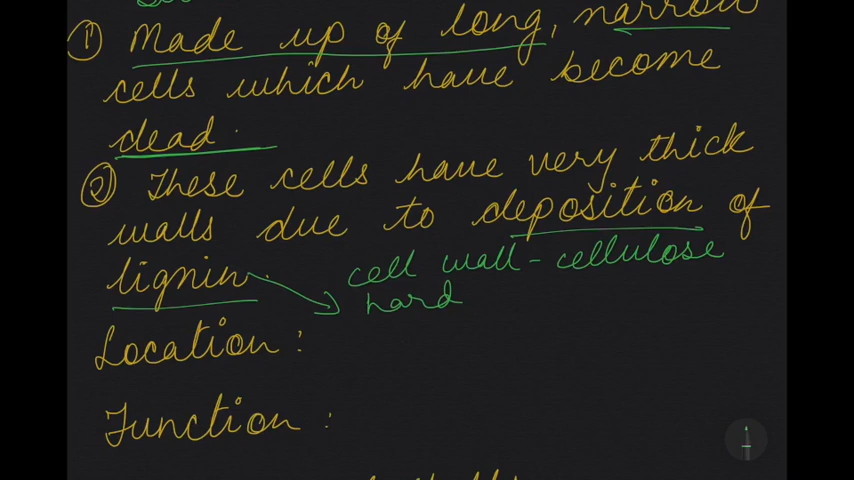 ① Made up of long, narrow
cells which have become
dead.
② These cells have very thick
walls due to deposition of
lignin.
cell wall - cellulose
hard
Location:
Function: